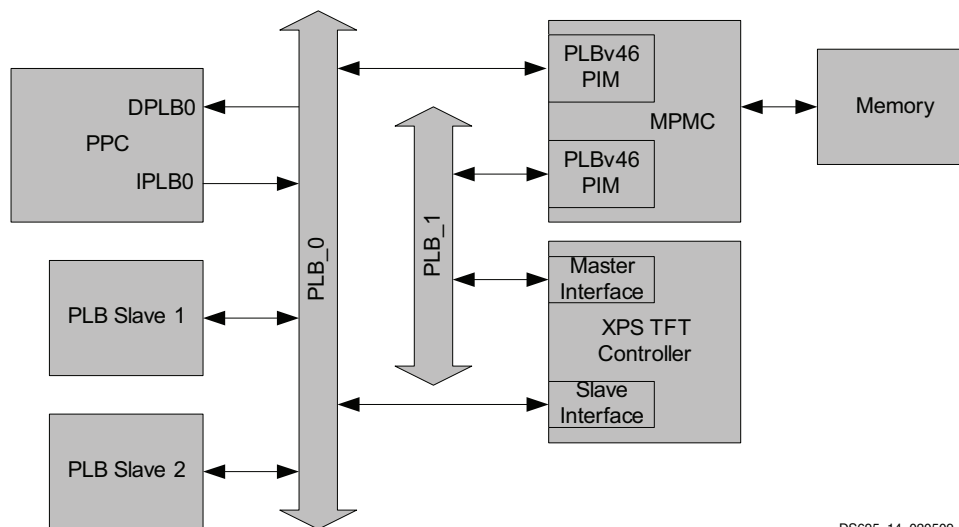 DPLB0
PPC
IPLB0
PLB Slave 1
PLB Slave 2
PLB_0
PLB_1
PLBv46
PIM
MPMC
PLBv46
PIM
Memory
Master
Interface
XPS TFT
Controller
Slave
Interface